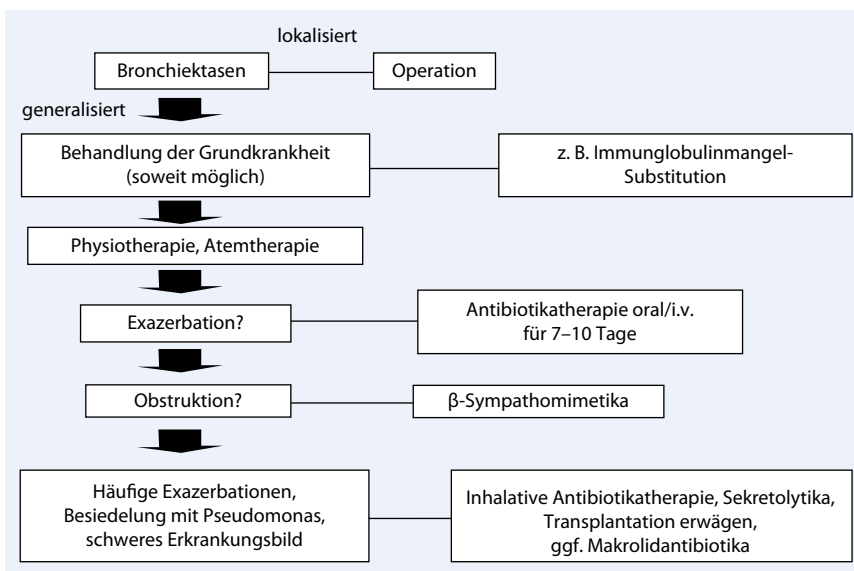 lokalisiert
Bronchiektasen
Operation
generalisiert
Behandlung der Grundkrankheit
(soweit möglich)
z. B. Immunglobulinmangel-
Substitution
Physiotherapie, Atemtherapie
Exazerbation?
Antibiotikatherapie oral/i.v.
für 7–10 Tage
Obstruktion?
β-Sympathomimetika
Häufige Exazerbationen,
Besiedelung mit Pseudomonas,
schweres Erkrankungsbild
Inhalative Antibiotikatherapie, Sekretolytika,
Transplantation erwägen,
ggf. Makrolidantibiotika